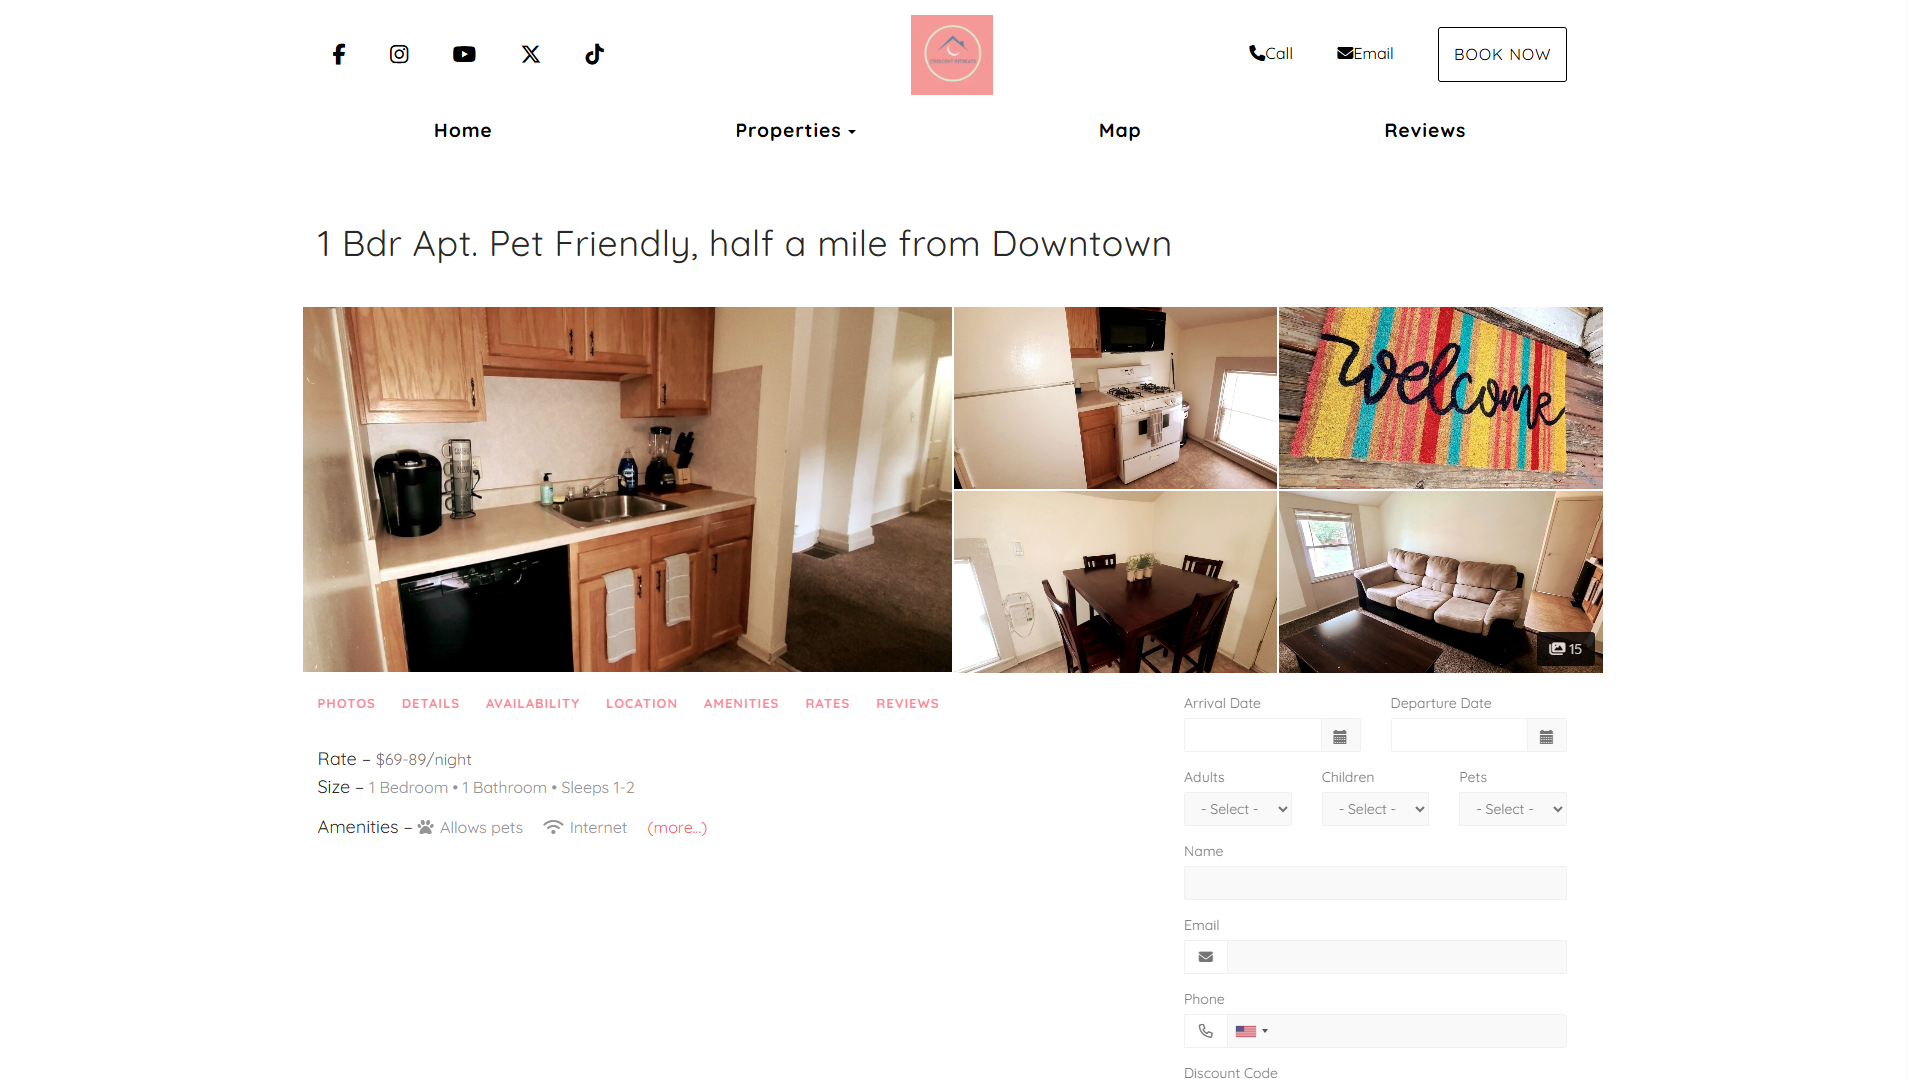 CRESCENT RETREATS
Call
Email
BOOK NOW
Home
Properties
Map
Reviews
1 Bdr Apt. Pet Friendly, half a mile from Downtown
welcome
15
PHOTOS DETAILS AVAILABILITY LOCATION AMENITIES RATES REVIEWS
Rate – $69-89/night
Size – 1 Bedroom • 1 Bathroom • Sleeps 1-2
Amenities – Allows pets Internet (more...)
Arrival Date Departure Date
Adults Children Pets
- Select - - Select - - Select -
Name
Email
Phone
Discount Code